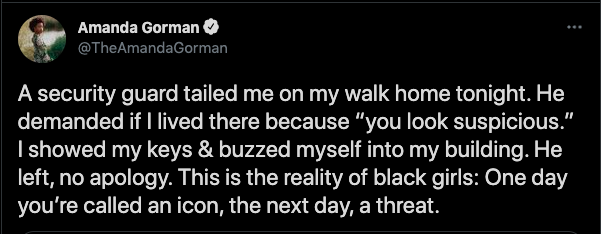 Amanda Gorman
@TheAmandaGorman
A security guard tailed me on my walk home tonight. He
demanded if I lived there because “you look suspicious.”
I showed my keys & buzzed myself into my building. He
left, no apology. This is the reality of black girls: One day
you’re called an icon, the next day, a threat.